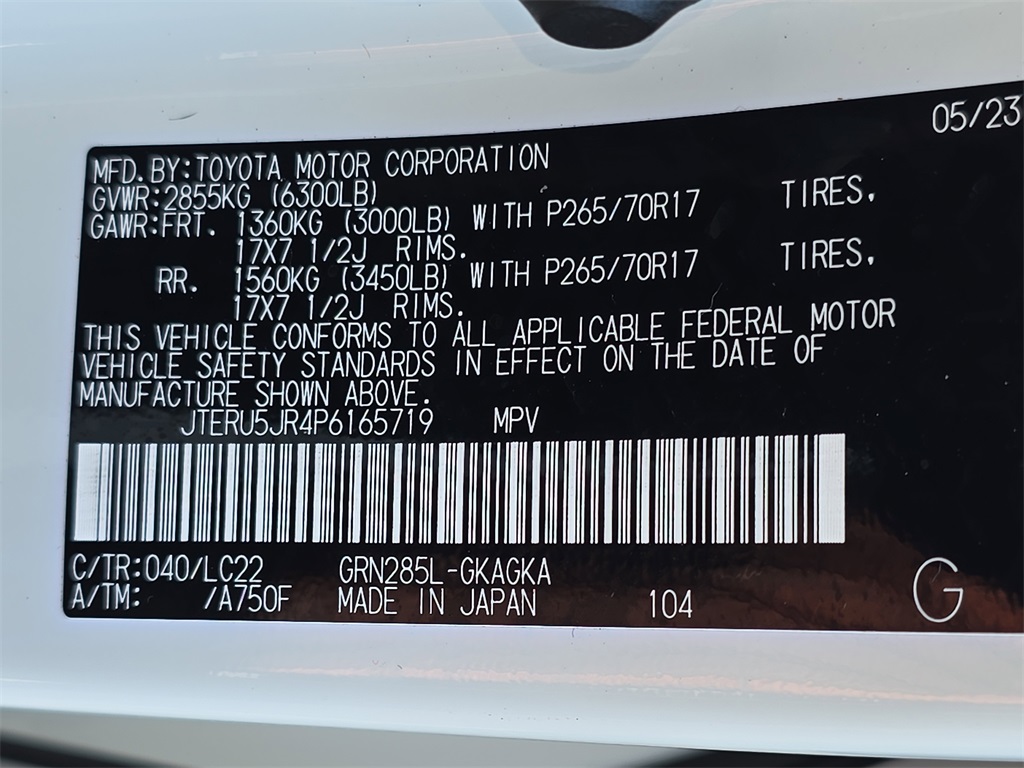 05/23
MFD.BY:TOYOTA MOTOR CORPORATION
GVWR:2855KG (6300LB)
GAWR:FRT. 1360KG (3000LB) WITH P265/70R17 TIRES,
17X7 1/2J RIMS.
RR. 1560KG (3450LB) WITH P265/70R17 TIRES,
17X7 1/2J RIMS.
THIS VEHICLE CONFORMS TO ALL APPLICABLE FEDERAL MOTOR
VEHICLE SAFETY STANDARDS IN EFFECT ON THE DATE OF
MANUFACTURE SHOWN ABOVE.
JTERU5JR4P6165719 MPV
C/TR:040/LC22 GRN285L-GKAGKA
A/TM: /A750F MADE IN JAPAN 104 G